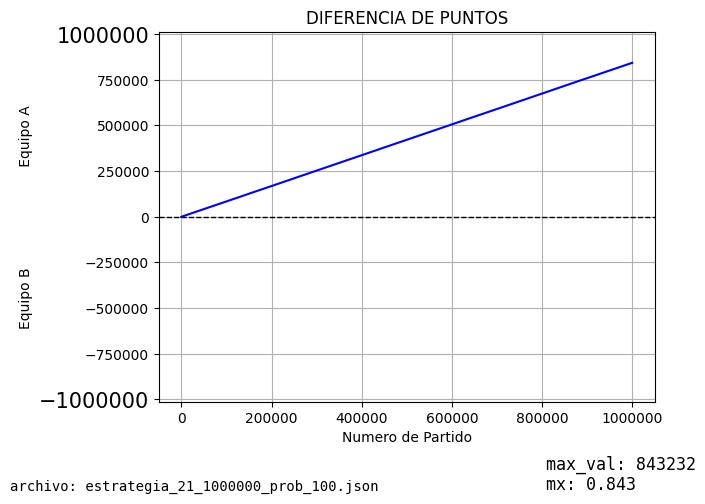 DIFERENCIA DE PUNTOS
1000000
750000
500000
250000
0
−250000
−500000
−750000
−1000000
Equipo A
Equipo B
0 200000 400000 600000 800000 1000000
Numero de Partido
max_val: 843232
mx: 0.843
archivo: estrategia_21_1000000_prob_100.json